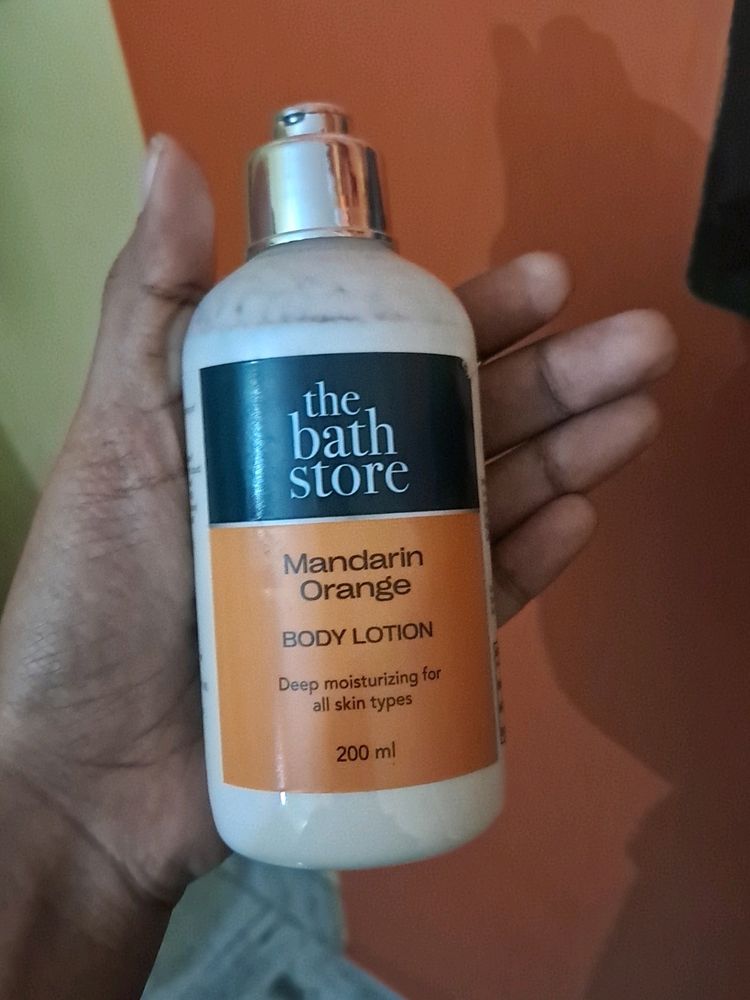 the
bath
store
Mandarin
Orange
BODY LOTION
Deep moisturizing for
all skin types
200 ml